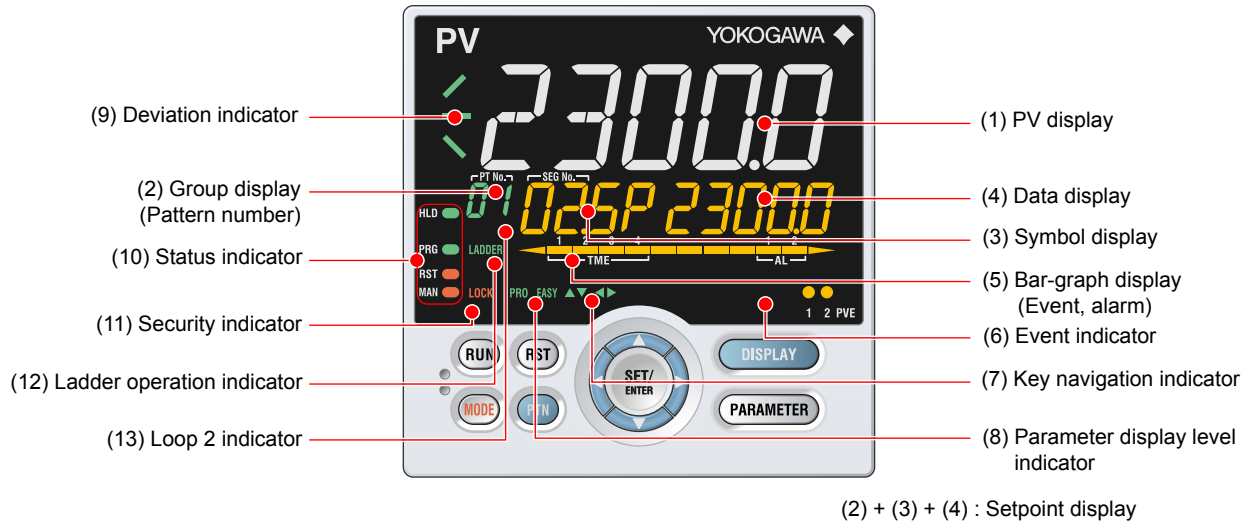 PV
YOKOGAWA
2300.0
(9) Deviation indicator
(1) PV display
PT No.
SEG No.
(2) Group display
(Pattern number)
01
02.SP
2300.0
(4) Data display
HLD
(3) Symbol display
1 2 3 4
1 2
PRG
LADDER
TME
AL
(10) Status indicator
RST
(5) Bar-graph display
(Event, alarm)
MAN
LOCK
PRO EASY
1 2 PVE
(11) Security indicator
(6) Event indicator
RUN
RST
DISPLAY
(12) Ladder operation indicator
SET/
ENTER
(7) Key navigation indicator
MODE
PTN
PARAMETER
(13) Loop 2 indicator
(8) Parameter display level
indicator
(2) + (3) + (4) : Setpoint display